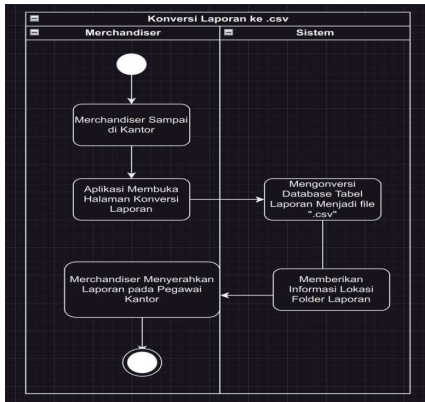 Konversi Laporan ke .csv
Merchandiser
Sistem
Merchandiser Sampai
di Kantor
Aplikasi Membuka
Halaman Konversi
Laporan
Mengonversi
Database Tabel
Laporan Menjadi file
".csv"
Memberikan
Informasi Lokasi
Folder Laporan
Merchandiser Menyerahkan
Laporan pada Pegawai
Kantor